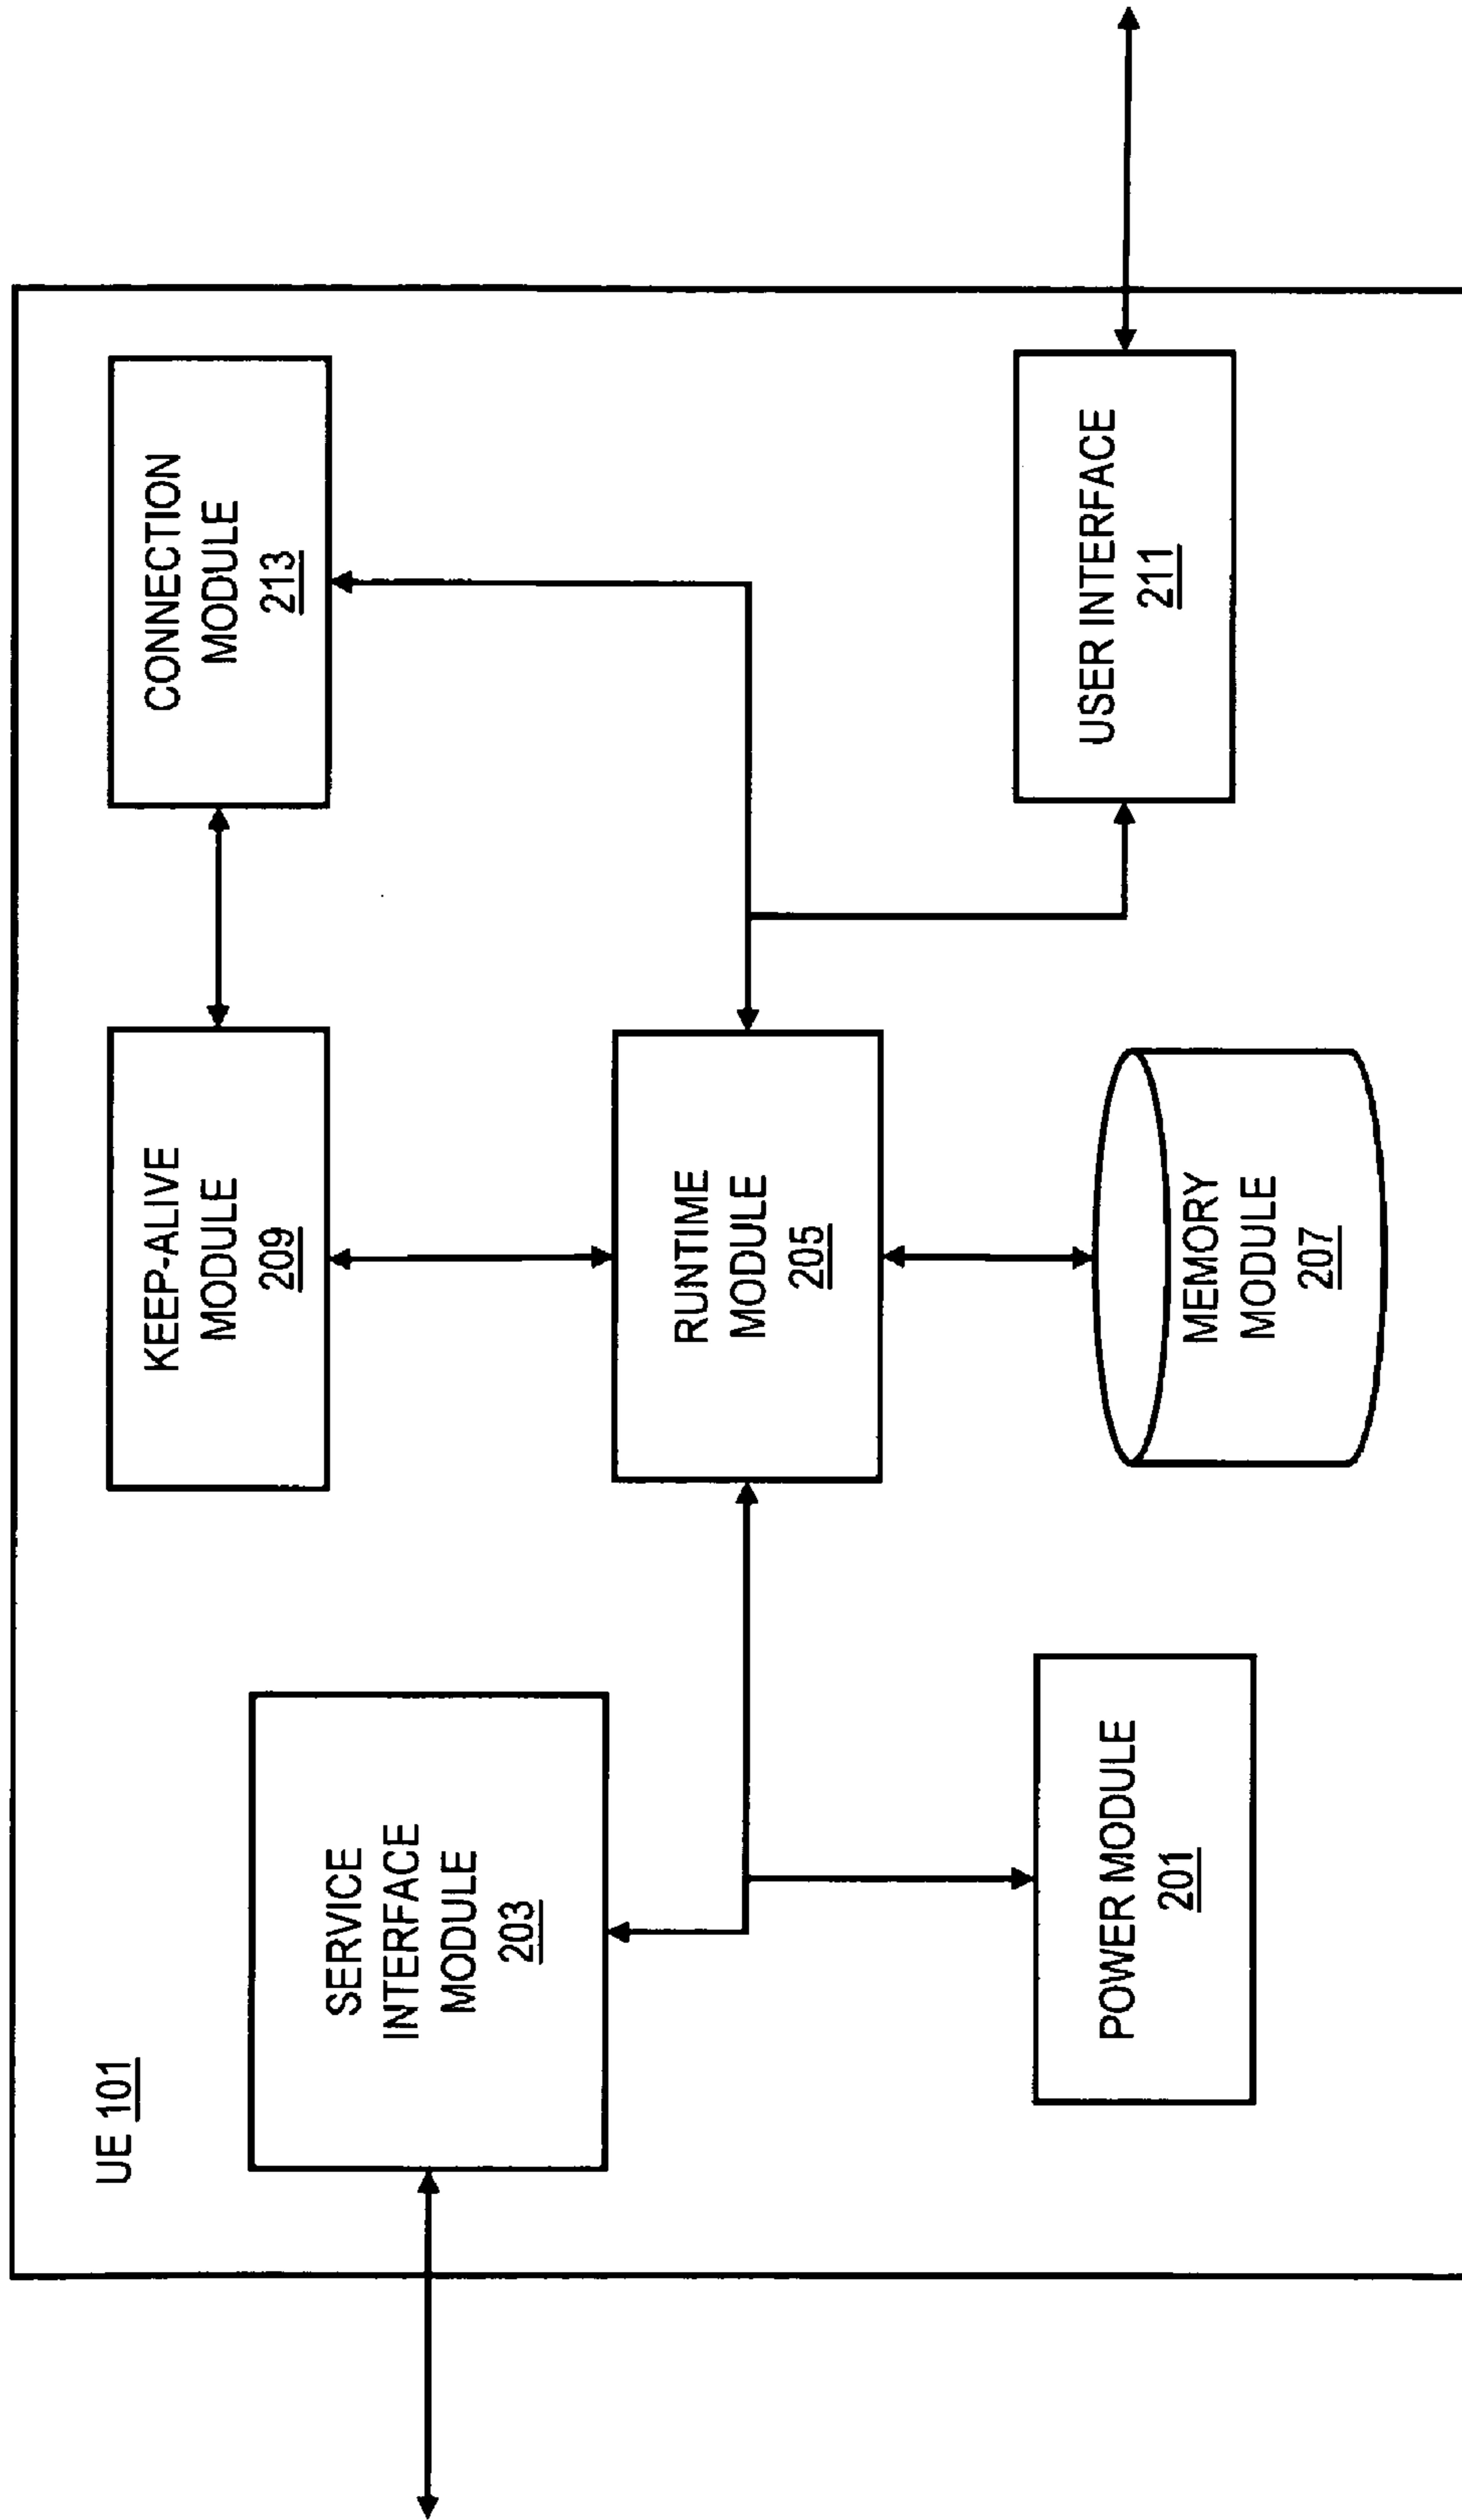 UE 101
KEEP-ALIVE
MODULE
209
CONNECTION
MODULE
213
SERVICE
INTERFACE
MODULE
203
RUNTIME
MODULE
205
POWER MODULE
201
MEMORY
MODULE
207
USER INTERFACE
211